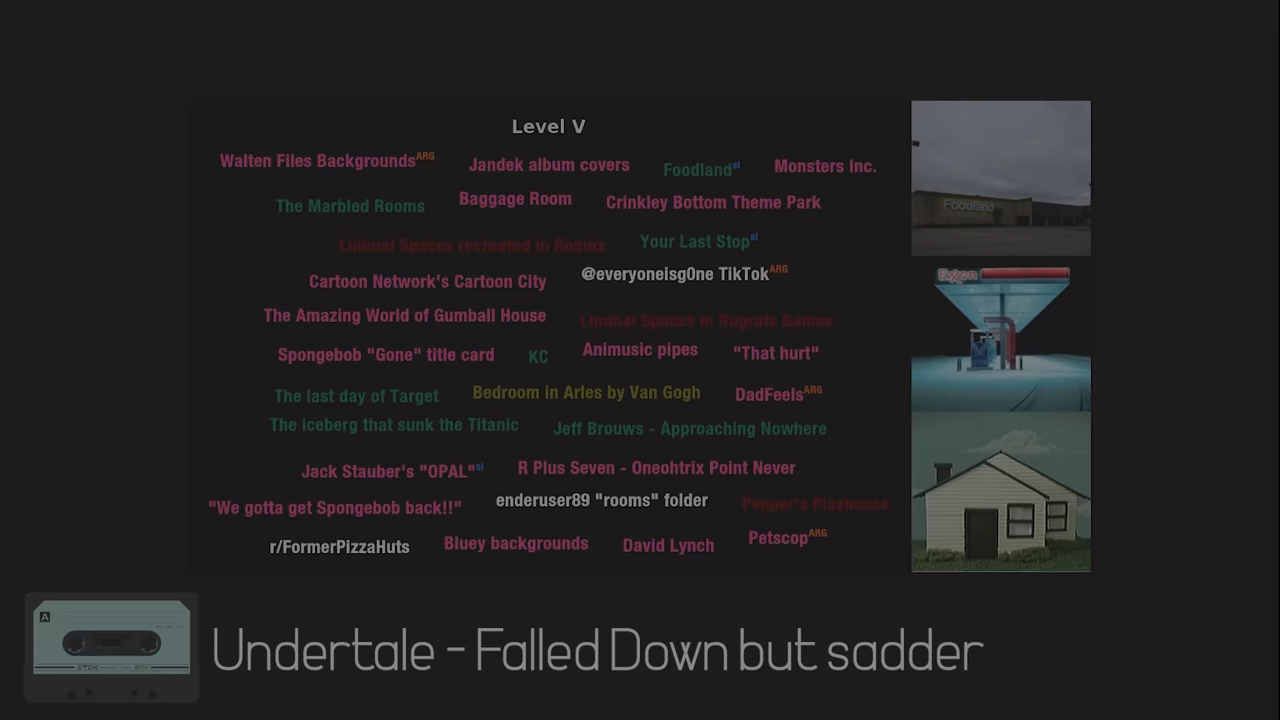 Level V
Walten Files Backgrounds ARG Jandek album covers Foodland sl Monsters Inc.
The Marbled Rooms Baggage Room Crinkley Bottom Theme Park
Liminal Spaces recreated in Roblox Your Last Stop sl
Cartoon Network's Cartoon City @everyoneisg0ne TikTok ARG
The Amazing World of Gumball House Liminal Spaces in Rugrats Games
Spongebob "Gone" title card KC Animusic pipes "That hurt"
The last day of Target Bedroom in Arles by Van Gogh DadFeels ARG
The iceberg that sunk the Titanic Jeff Brouws - Approaching Nowhere
Jack Stauber's "OPAL" sl R Plus Seven - Oneohtrix Point Never
"We gotta get Spongebob back!!" enderuser89 "rooms" folder Pepper's Playhouse
r/FormerPizzaHuts Bluey backgrounds David Lynch Petscop ARG
Foodland
Exxon
A
Undertale - Falled Down but sadder